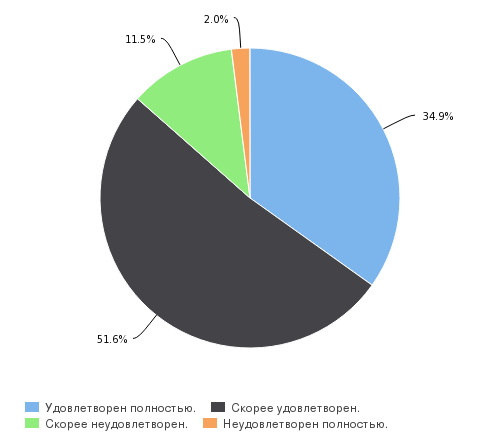 2.0%
11.5%
34.9%
51.6%
Удовлетворен полностью. Скорее удовлетворен.
Скорее неудовлетворен. Неудовлетворен полностью.